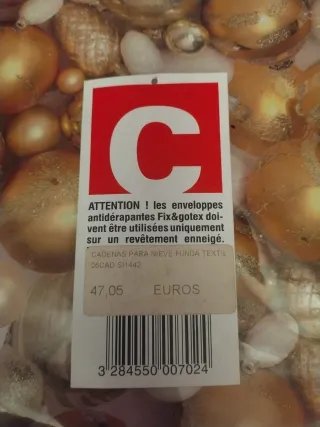 C
ATTENTION ! les enveloppes
antidérapantes Fix&gotex doi-
vent être utilisées uniquement
sur un revêtement enneigé.
CADENAS PARA NIEVE FUNDA TEXTIL
47,05 EUROS
3 284550 007024